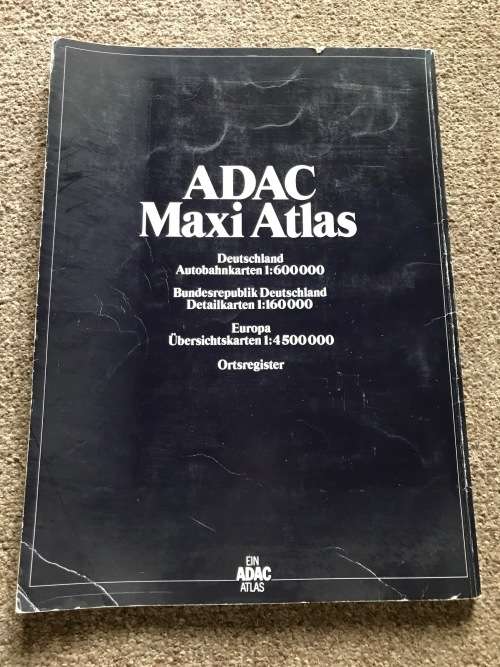 ADAC
Maxi Atlas
Deutschland
Autobahnkarten 1:600000
Bundesrepublik Deutschland
Detailkarten 1:160000
Europa
Übersichtskarten 1:4500000
Ortsregister
EIN
ADAC
ATLAS